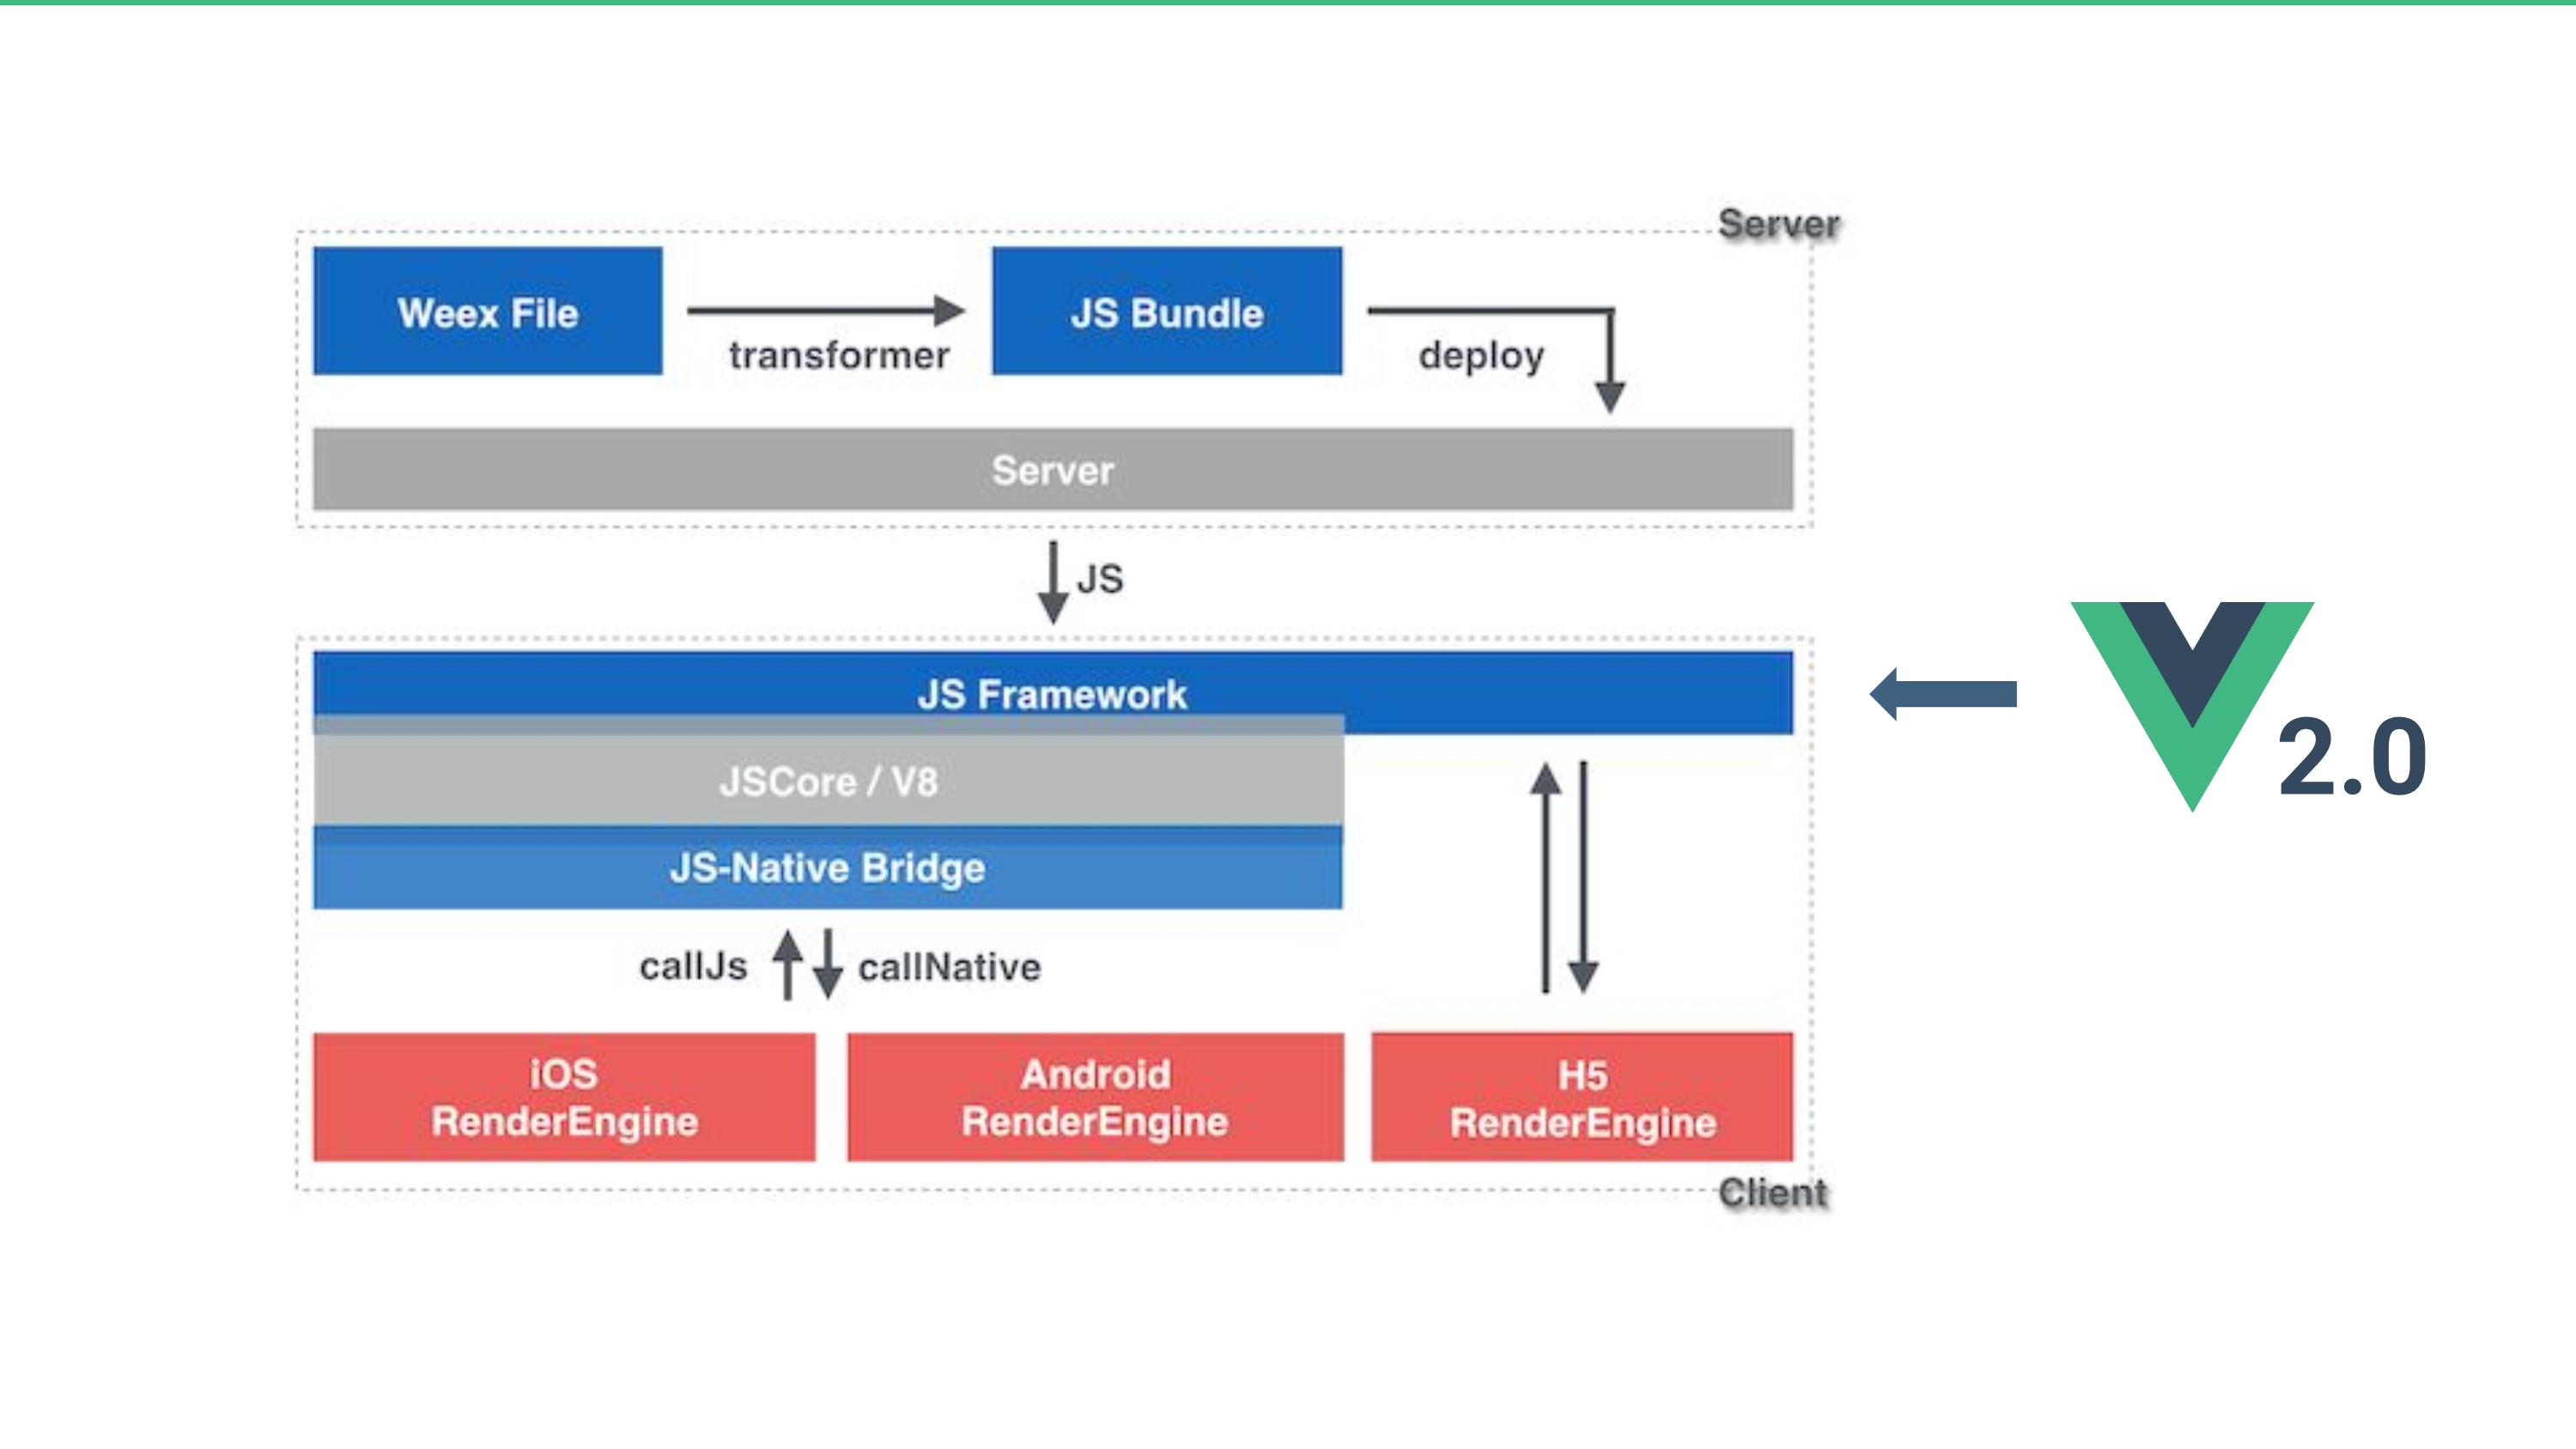 Server
Weex File
transformer
JS Bundle
deploy
Server
JS
JS Framework
JSCore / V8
JS-Native Bridge
callJs
callNative
iOS
RenderEngine
Android
RenderEngine
H5
RenderEngine
Client
2.0